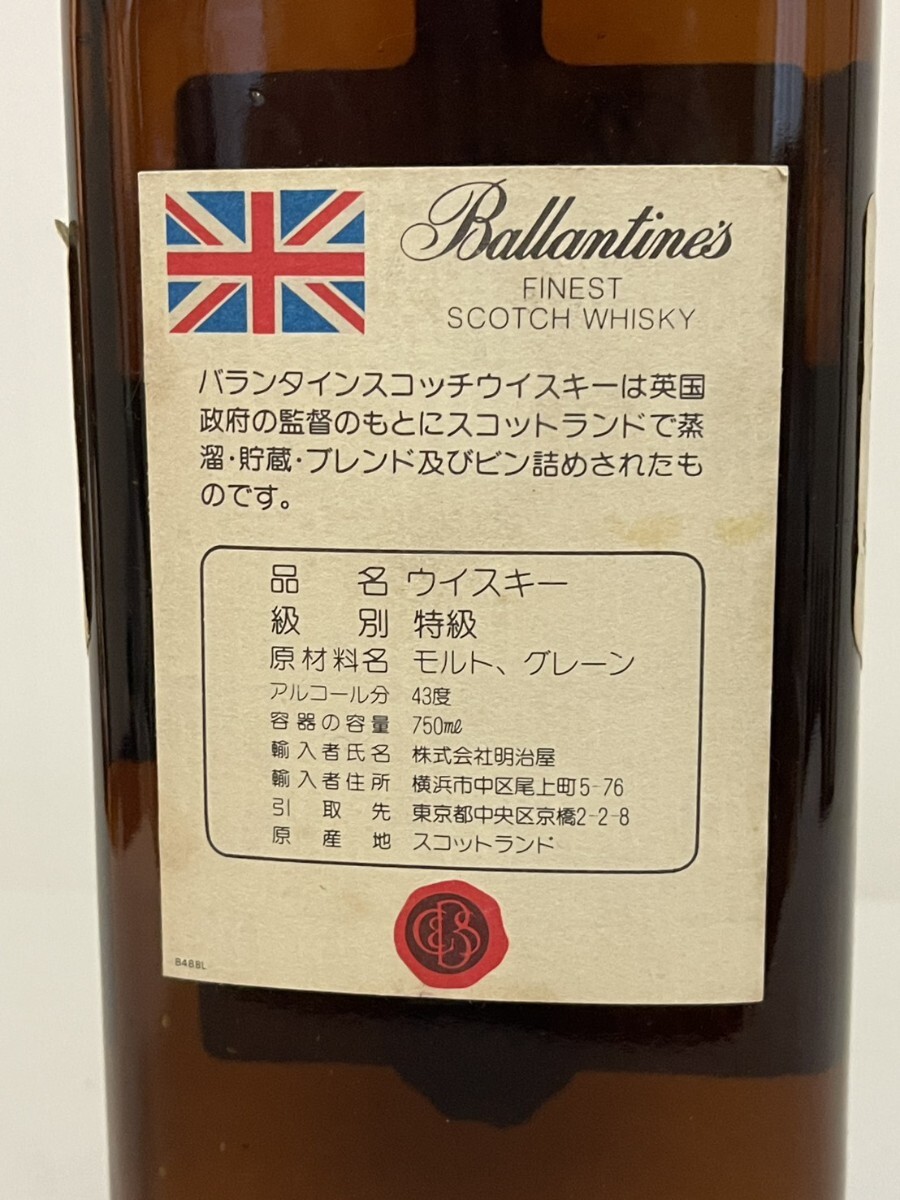 Ballantine's
FINEST
SCOTCH WHISKY
バランタインスコッチウイスキーは英国
政府の監督のもとにスコットランドで蒸
溜・貯蔵・ブレンド及びビン詰めされたも
のです。
品名 ウイスキー
級別 特級
原材料名 モルト、グレーン
アルコール分 43度
容器の容量 750mℓ
輸入者氏名 株式会社明治屋
輸入者住所 横浜市中区尾上町5-76
引取先 東京都中央区京橋2-2-8
原産地 スコットランド
B48BL